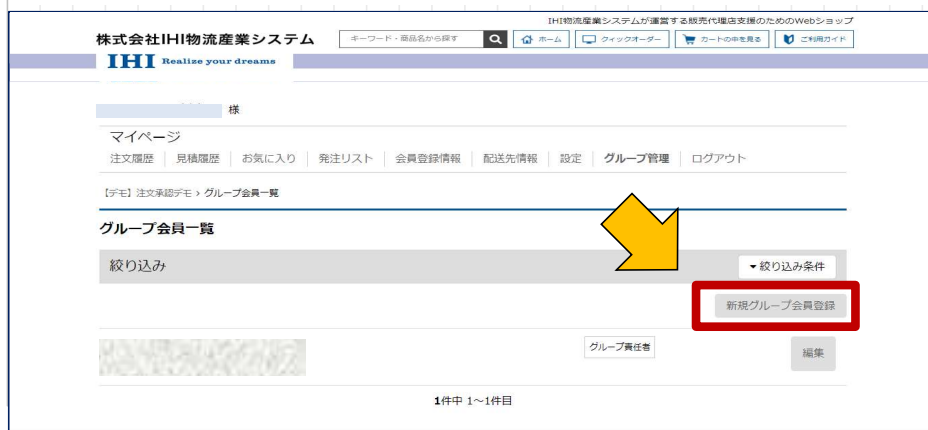 IHI物流産業システムが運営する販売代理店支援のためのWebショップ
株式会社IHI物流産業システム
キーワード・商品名から探す
ホーム
クィックオーダー
カートの中を見る
ご利用ガイド
IHI Realize your dreams
様
マイページ
注文履歴 見積履歴 お気に入り 発注リスト 会員登録情報 配送先情報 設定 グループ管理 ログアウト
【デモ】注文承認デモ › グループ会員一覧
グループ会員一覧
絞り込み
▼絞り込み条件
新規グループ会員登録
グループ責任者
編集
1件中 1～1件目